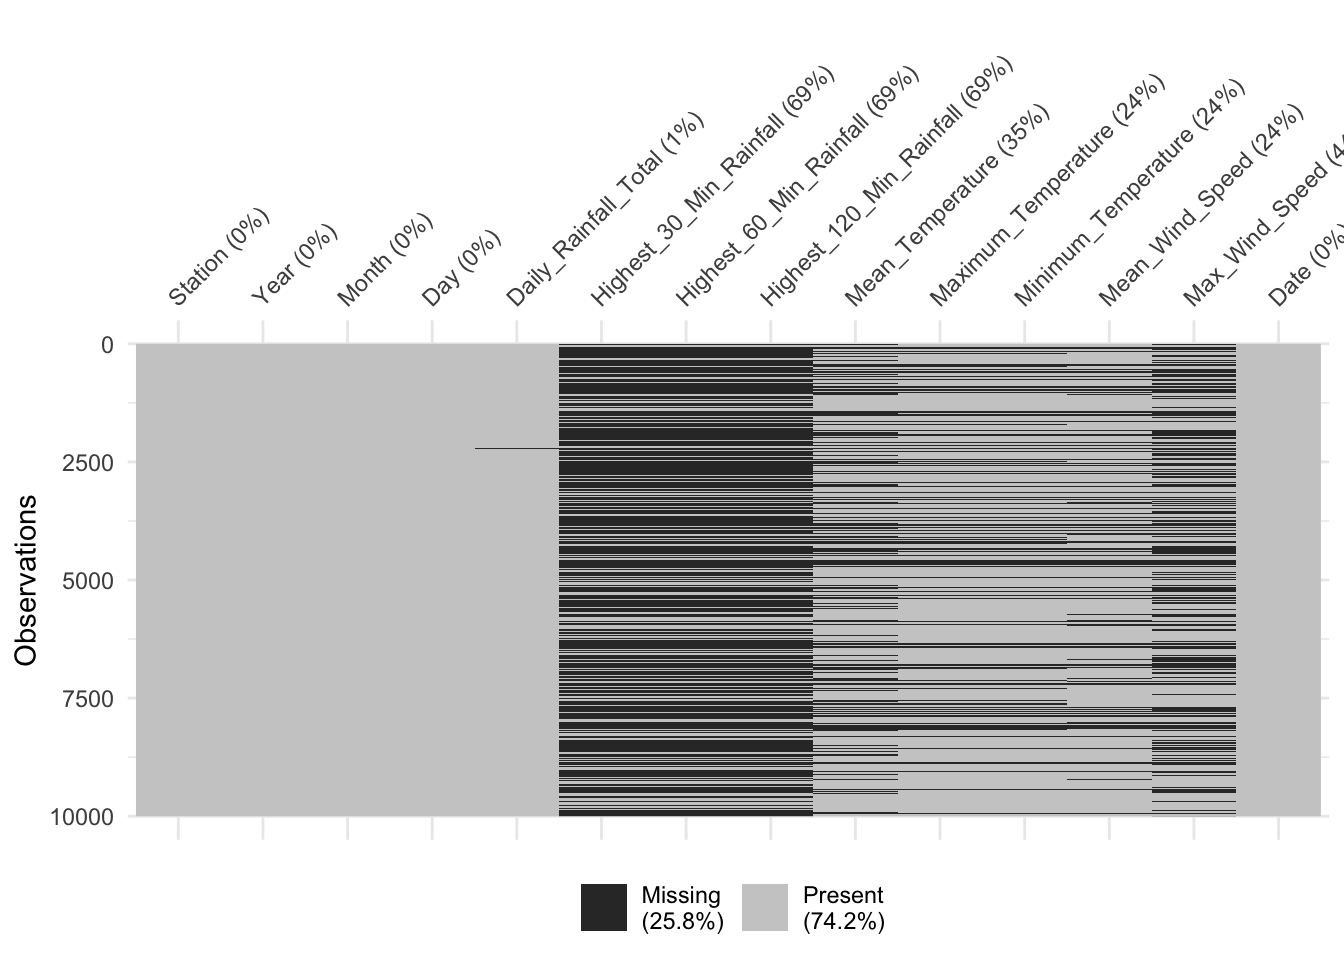 Station (0%)
Year (0%)
Month (0%)
Day (0%)
Daily_Rainfall_Total (1%)
Highest_30_Min_Rainfall (69%)
Highest_60_Min_Rainfall (69%)
Highest_120_Min_Rainfall (69%)
Mean_Temperature (35%)
Maximum_Temperature (24%)
Minimum_Temperature (24%)
Mean_Wind_Speed (24%)
Max_Wind_Speed
Date (0%)
Observations
0
2500
5000
7500
10000
Missing
(25.8%)
Present
(74.2%)